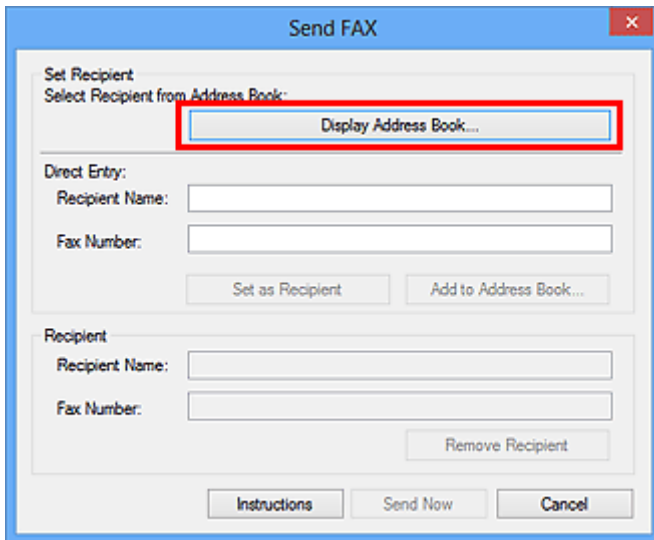 Send FAX
Set Recipient
Select Recipient from Address Book:
Display Address Book...
Direct Entry:
Recipient Name:
Fax Number:
Set as Recipient Add to Address Book...
Recipient
Recipient Name:
Fax Number:
Remove Recipient
Instructions Send Now Cancel